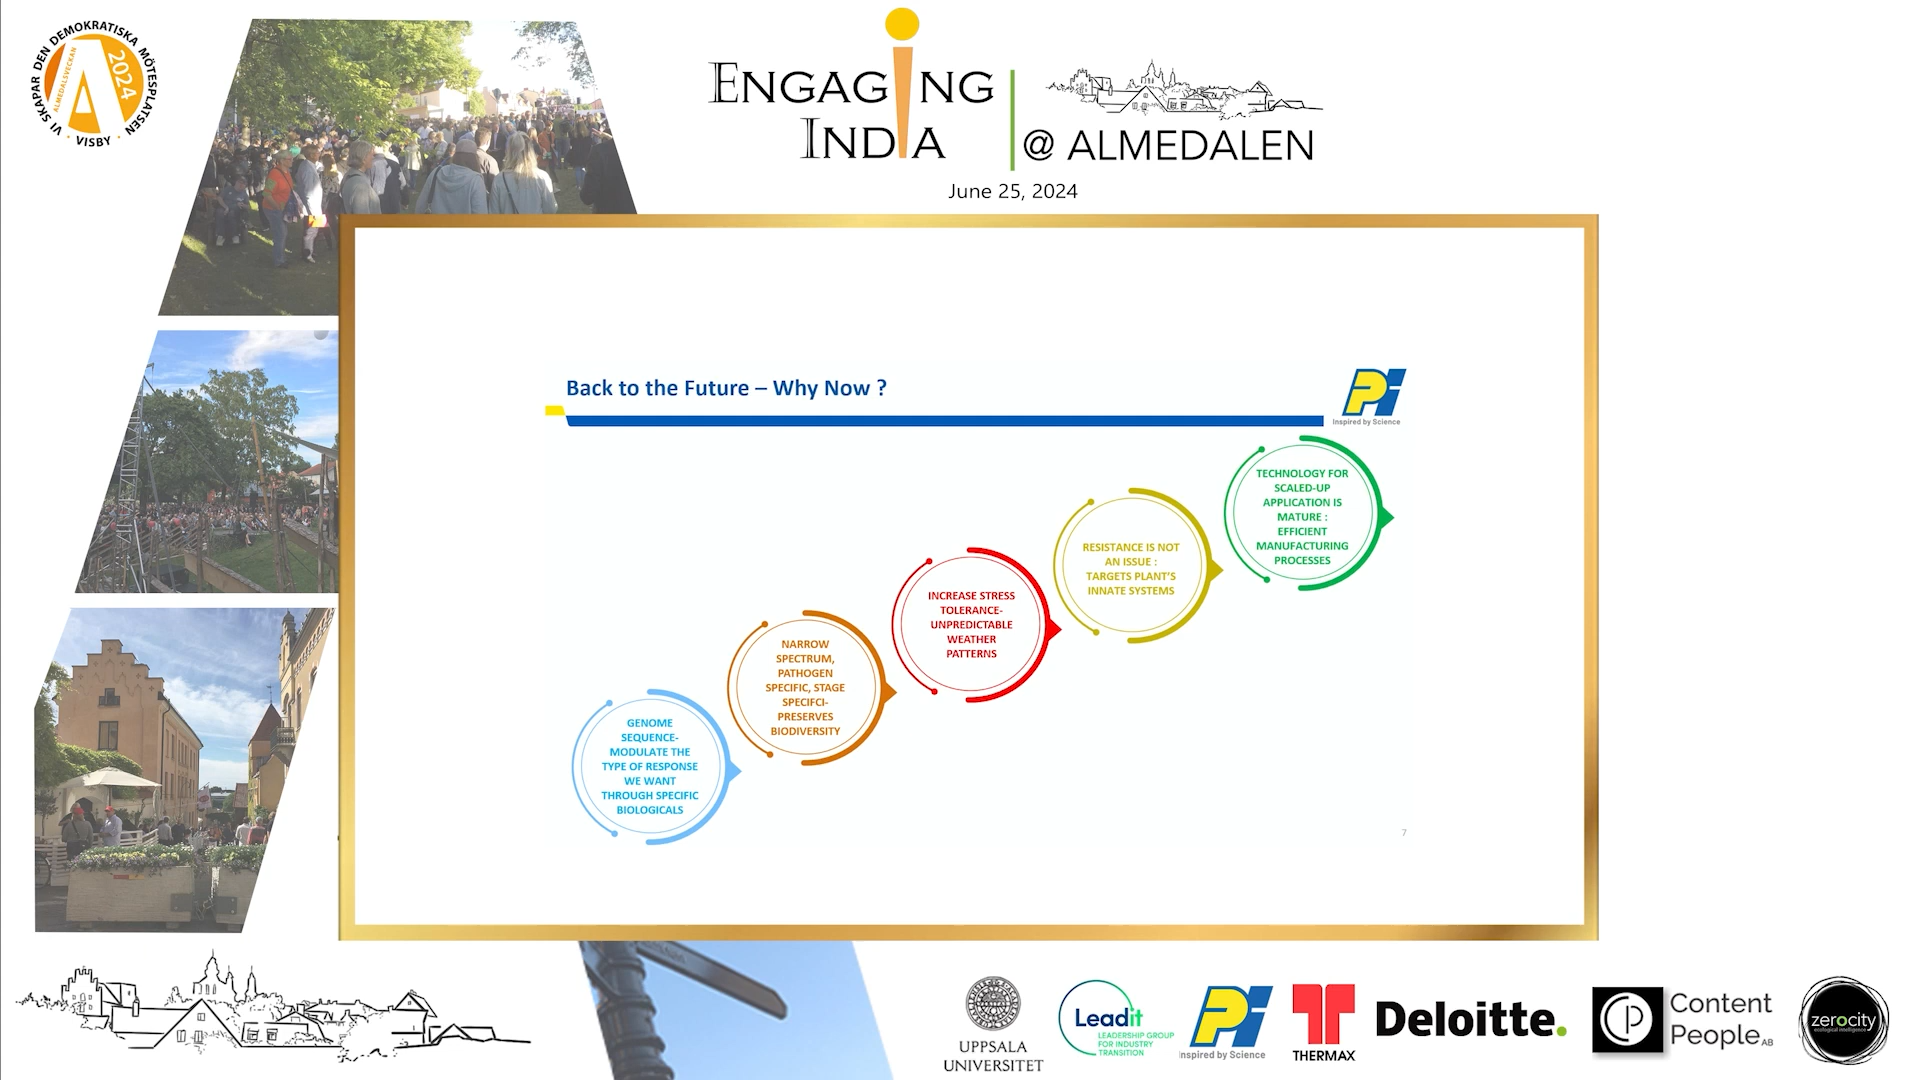 VI SKAPAR DEN DEMOKRATISKA MÖTESPLATSEN
· VISBY ·
ALMEDALSVECKAN
2024
ENGAGiNG
INDiA
@ ALMEDALEN
June 25, 2024
Back to the Future – Why Now ?
Pi
Inspired by Science
TECHNOLOGY FOR
SCALED-UP
APPLICATION IS
MATURE :
EFFICIENT
MANUFACTURING
PROCESSES
RESISTANCE IS NOT
AN ISSUE :
TARGETS PLANT'S
INNATE SYSTEMS
INCREASE STRESS
TOLERANCE-
UNPREDICTABLE
WEATHER
PATTERNS
NARROW
SPECTRUM,
PATHOGEN
SPECIFIC, STAGE
SPECIFCI-
PRESERVES
BIODIVERSITY
GENOME
SEQUENCE-
MODULATE THE
TYPE OF RESPONSE
WE WANT
THROUGH SPECIFIC
BIOLOGICALS
7
UPPSALA
UNIVERSITET
Leadit
LEADERSHIP GROUP
FOR INDUSTRY
TRANSITION
Pi
Inspired by Science
THERMAX
Deloitte.
Content
People AB
zerocity
ecological intelligence